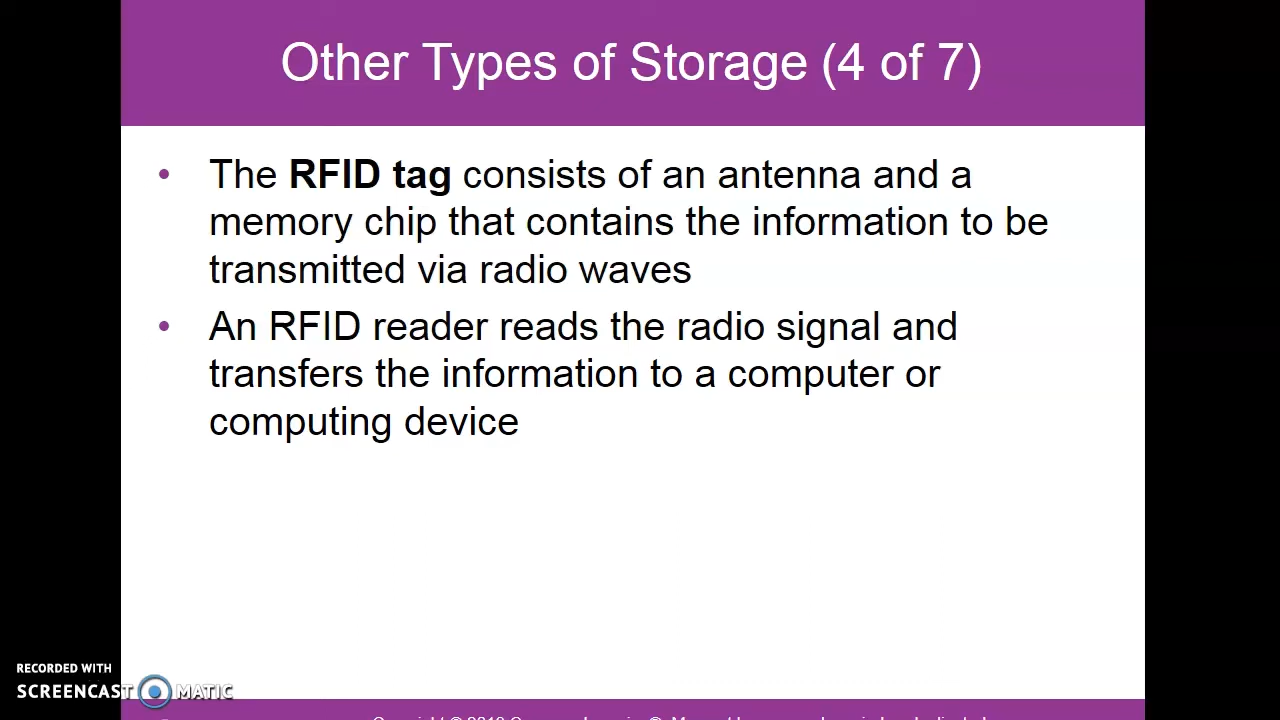 Other Types of Storage (4 of 7)
• The RFID tag consists of an antenna and a
memory chip that contains the information to be
transmitted via radio waves
• An RFID reader reads the radio signal and
transfers the information to a computer or
computing device
RECORDED WITH
SCREENCAST MATIC